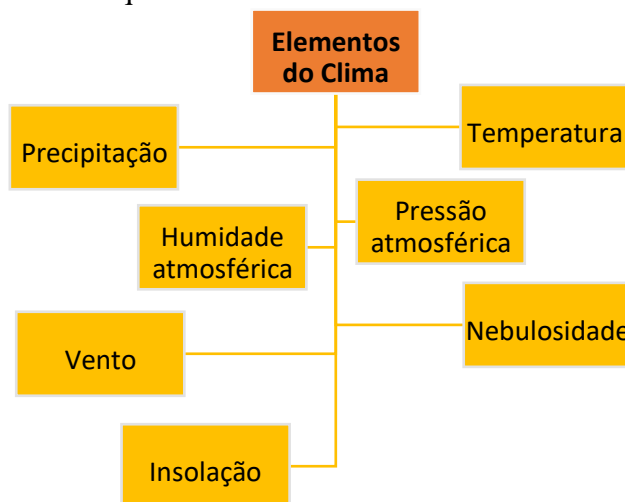 Elementos
do Clima
Precipitação
Temperatura
Humidade
atmosférica
Pressão
atmosférica
Vento
Nebulosidade
Insolação